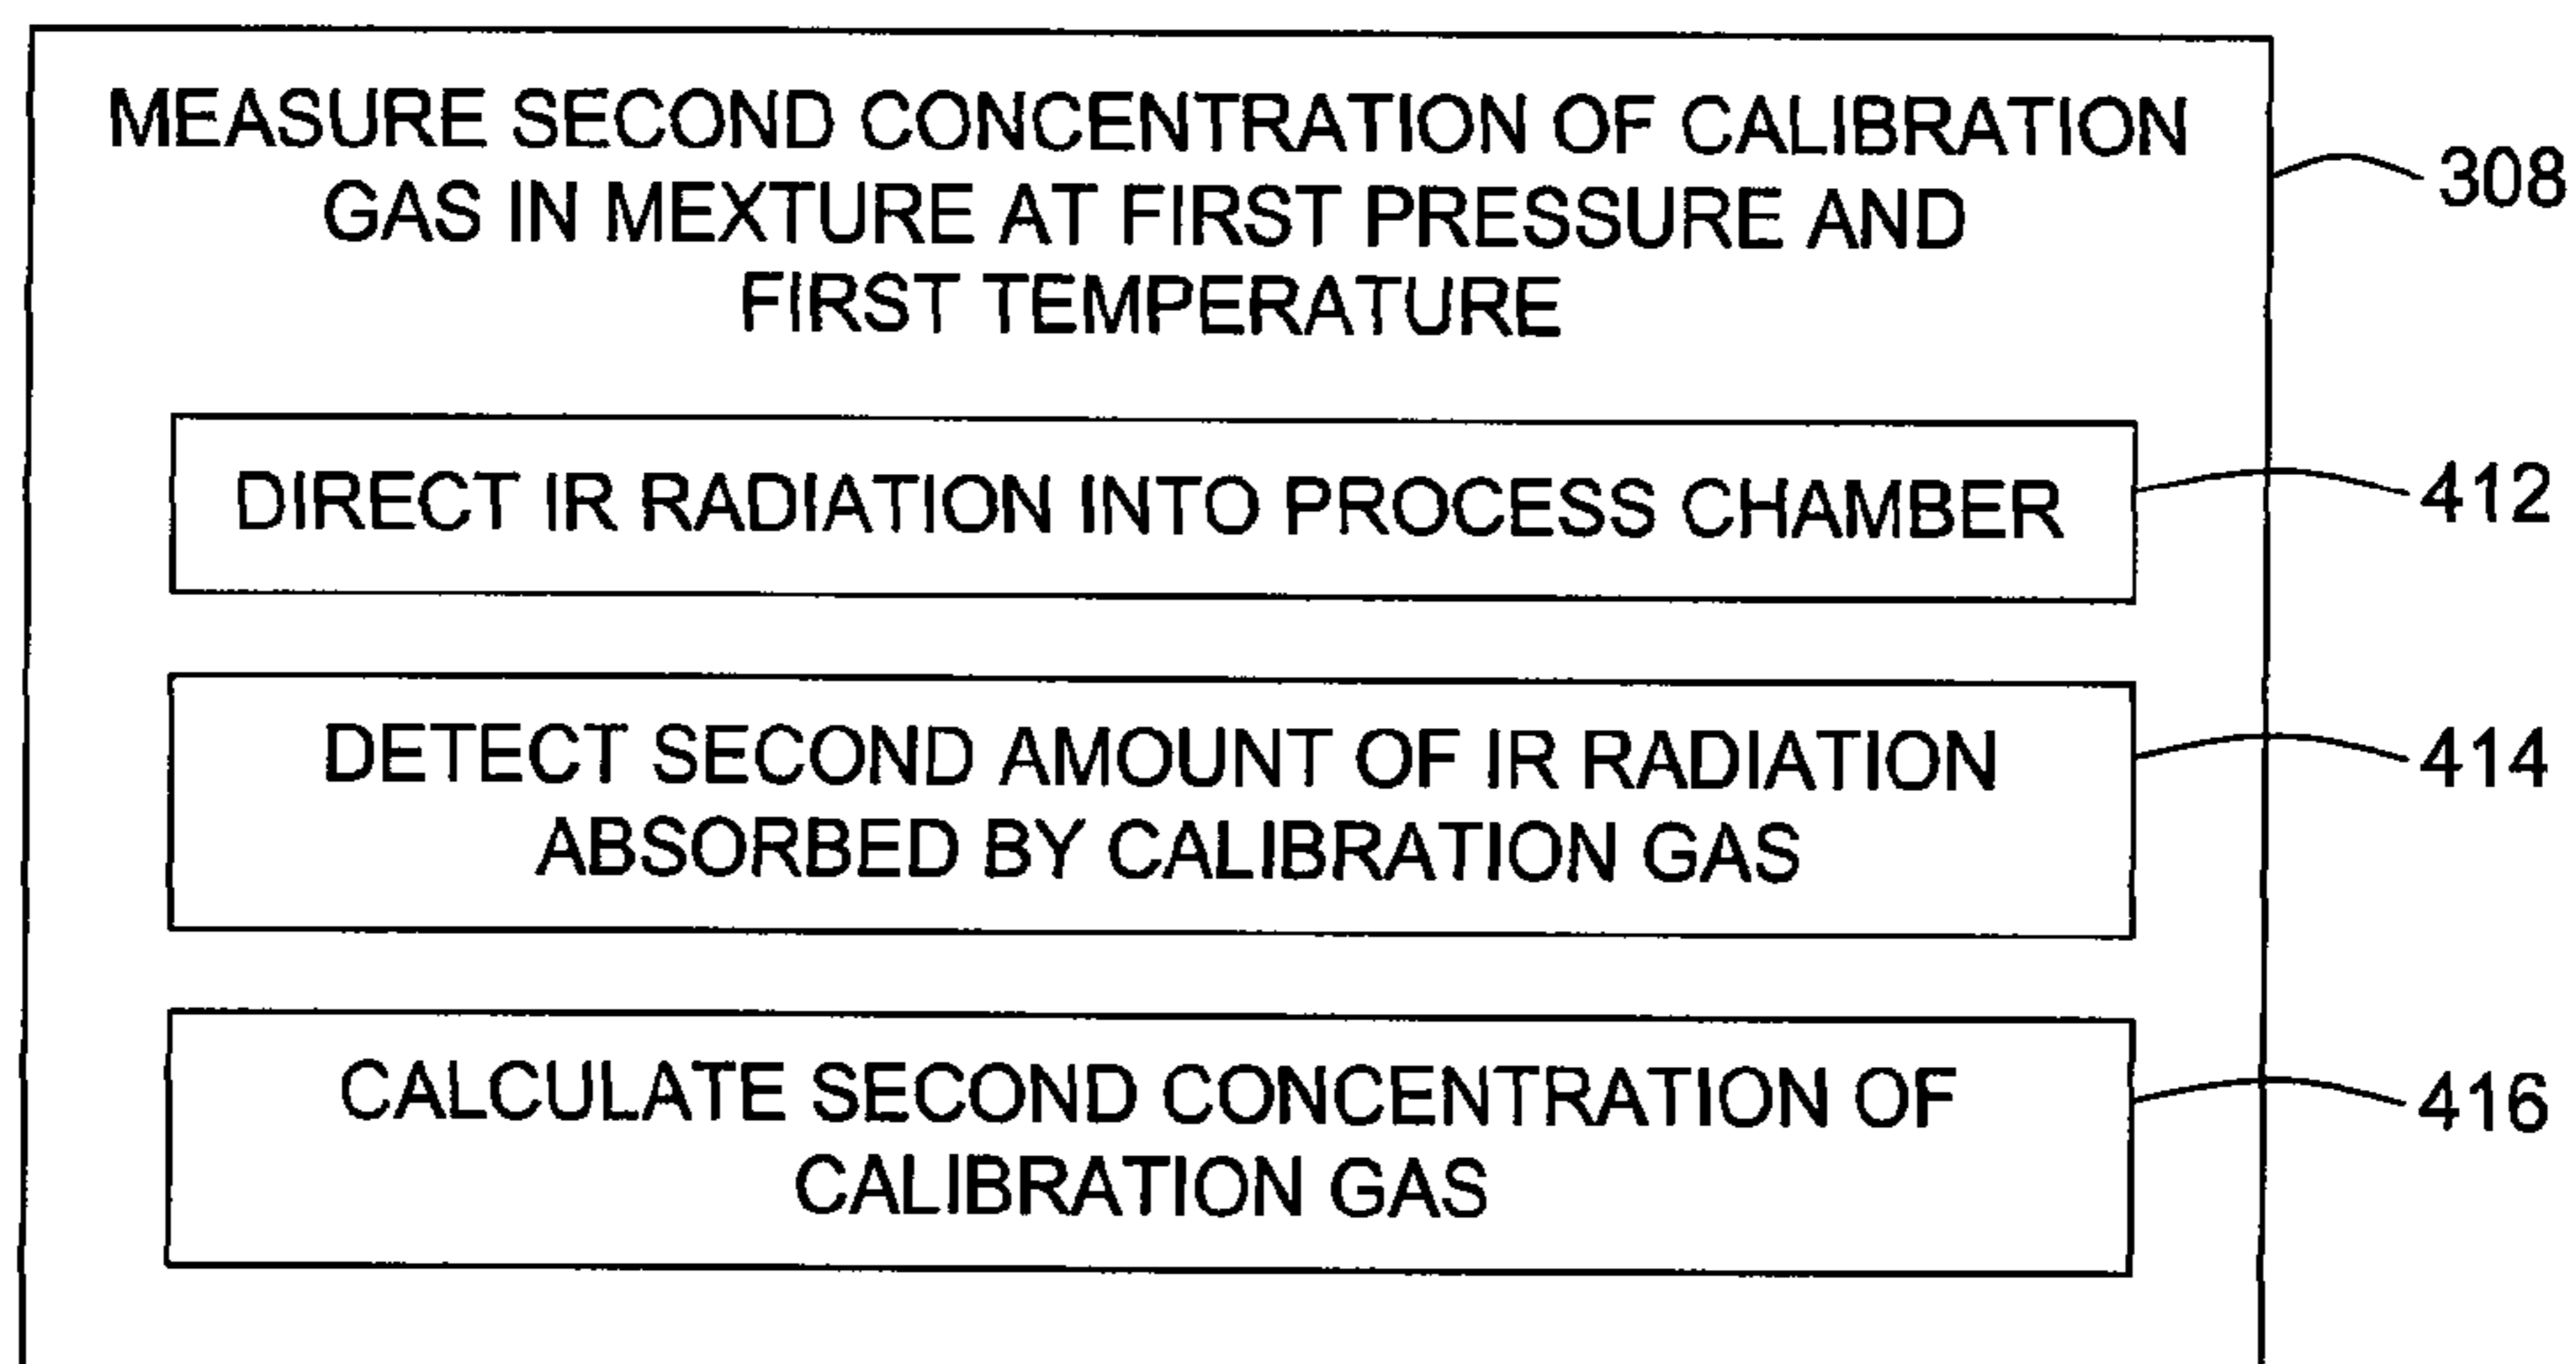 MEASURE SECOND CONCENTRATION OF CALIBRATION
GAS IN MEXTURE AT FIRST PRESSURE AND
FIRST TEMPERATURE
308
DIRECT IR RADIATION INTO PROCESS CHAMBER
412
DETECT SECOND AMOUNT OF IR RADIATION
ABSORBED BY CALIBRATION GAS
414
CALCULATE SECOND CONCENTRATION OF
CALIBRATION GAS
416